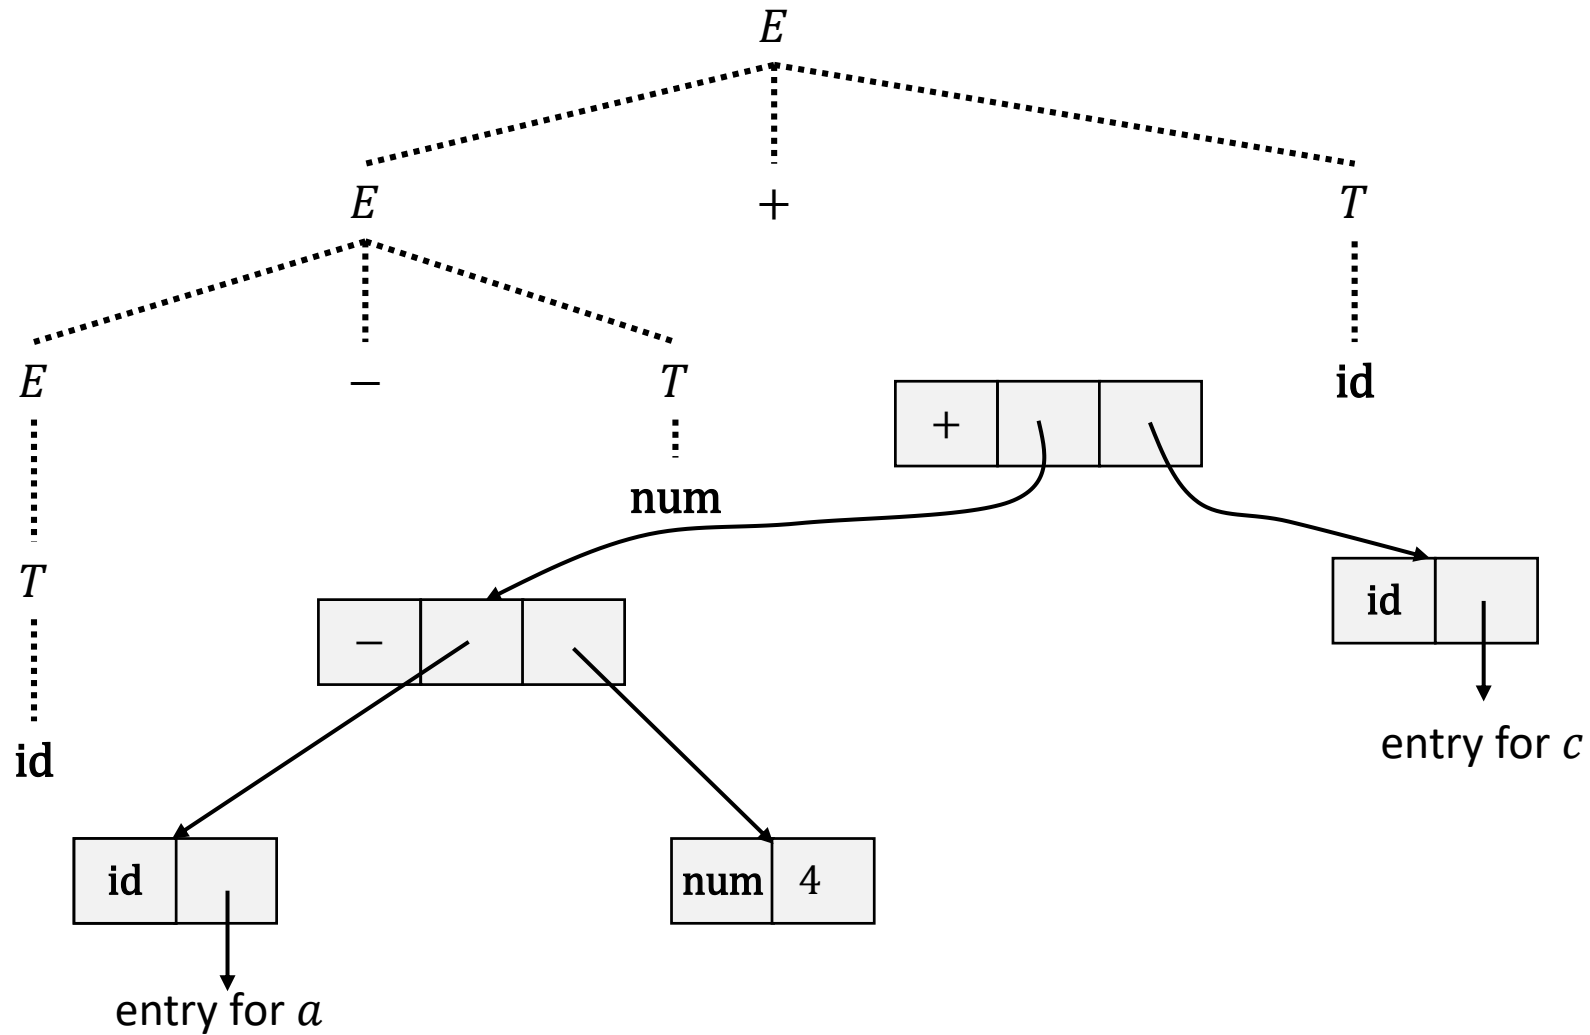 E
E + T
E − T id
+
num
T
id
−
id
entry for c
id
num 4
entry for a